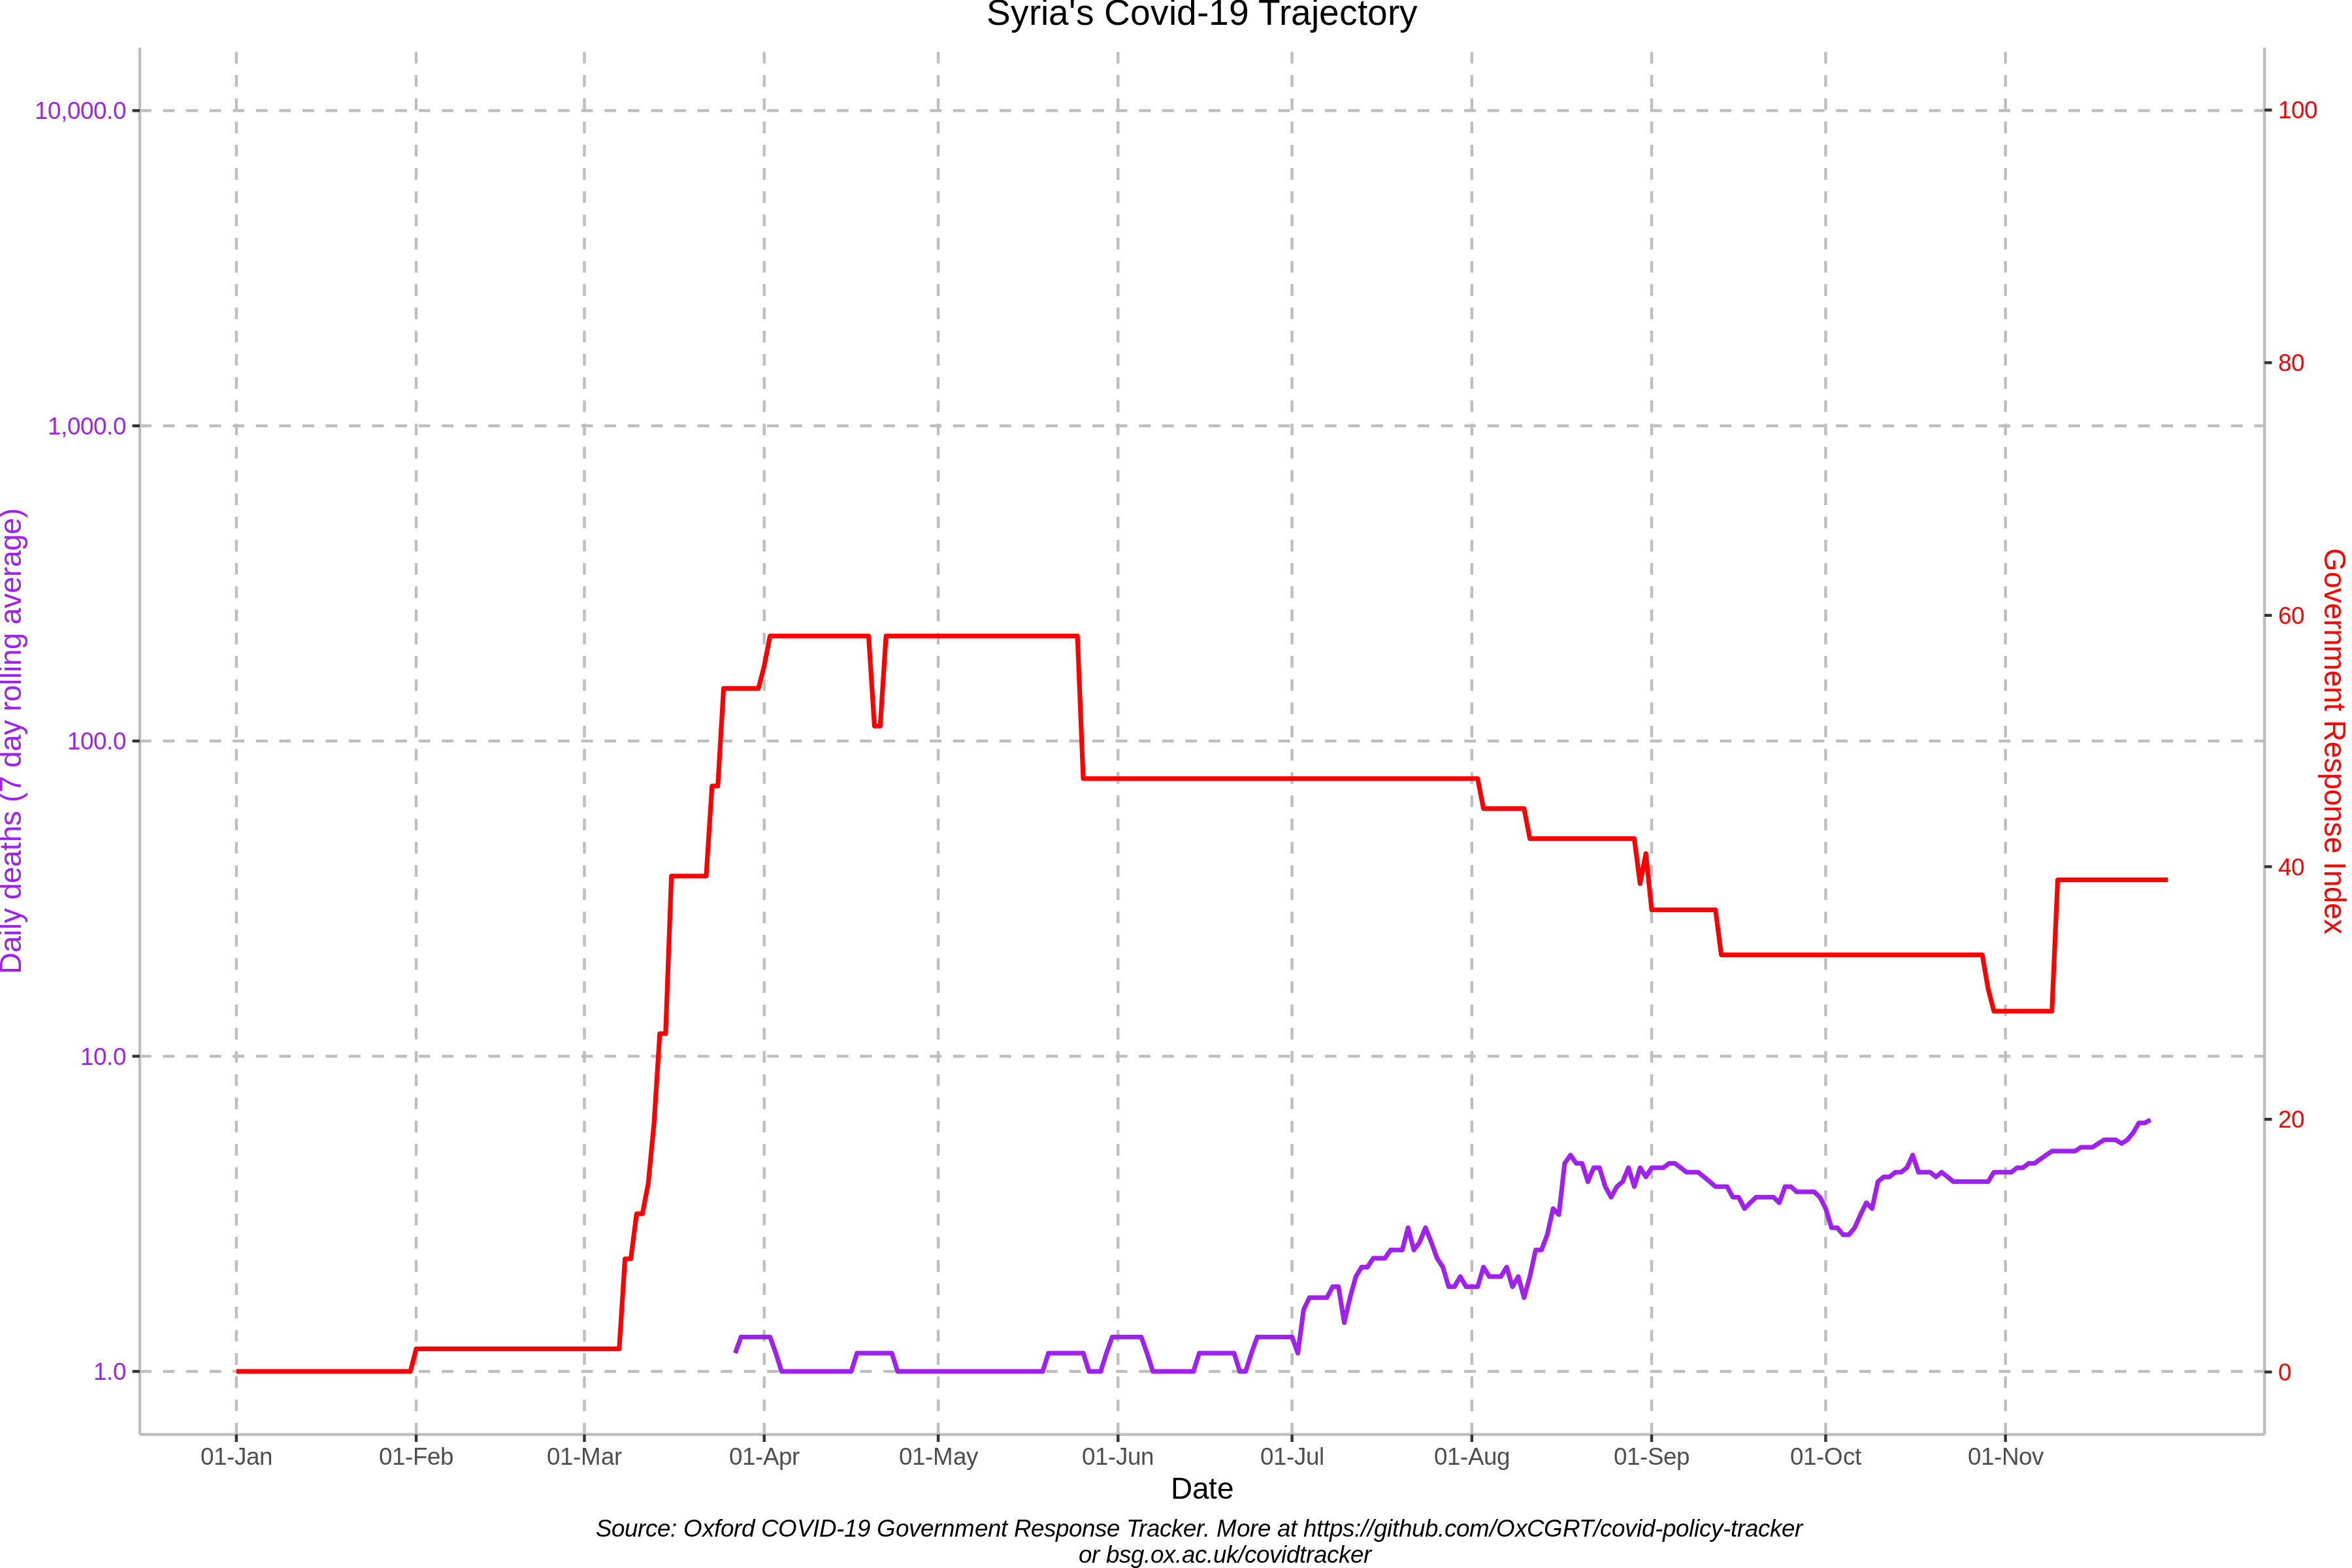 Syria's Covid-19 Trajectory
10,000.0
1,000.0
100.0
10.0
1.0
Daily deaths (7 day rolling average)
100
80
60
40
20
0
Government Response Index
01-Jan
01-Feb
01-Mar
01-Apr
01-May
01-Jun
01-Jul
01-Aug
01-Sep
01-Oct
01-Nov
Date
Source: Oxford COVID-19 Government Response Tracker. More at https://github.com/OxCGRT/covid-policy-tracker
or bsg.ox.ac.uk/covidtracker